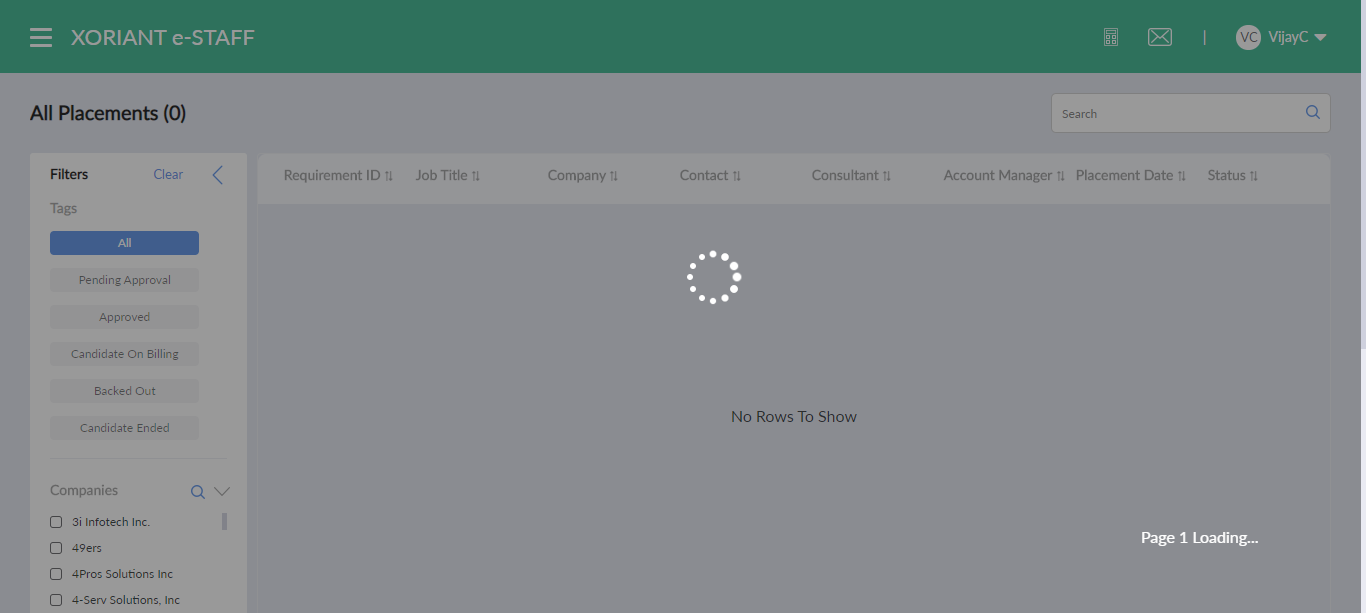 XORIANT e-STAFF
VC VijayC
All Placements (0)
Search
Filters Clear
Tags
All
Pending Approval
Approved
Candidate On Billing
Backed Out
Candidate Ended
Companies
3i Infotech Inc.
49ers
4Pros Solutions Inc
4-Serv Solutions, Inc
Requirement ID Job Title Company Contact Consultant Account Manager Placement Date Status
No Rows To Show
Page 1 Loading...